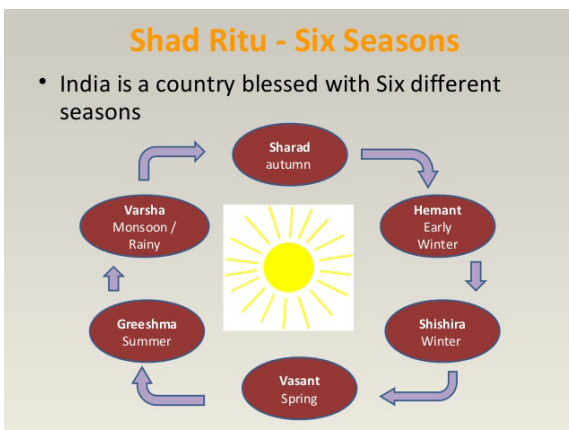 Shad Ritu - Six Seasons
• India is a country blessed with Six different
seasons
Sharad
autumn
Hemant
Early
Winter
Shishira
Winter
Vasant
Spring
Greeshma
Summer
Varsha
Monsoon /
Rainy